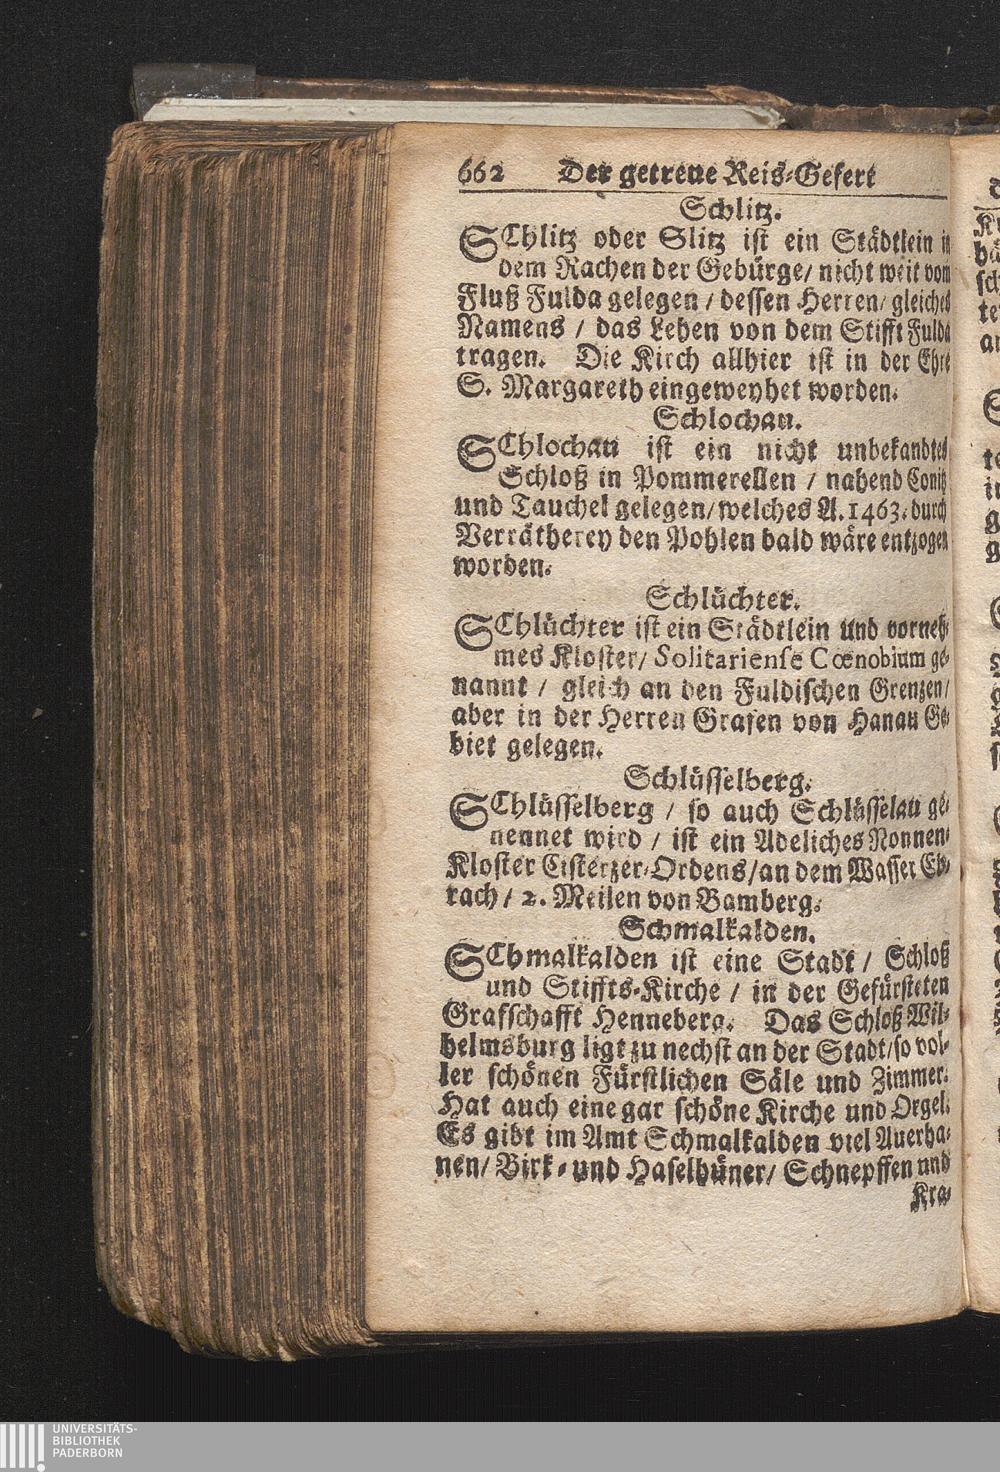 662 Der getreue Reis-Gefert
Schlitz.
SChlitz oder Slitz ist ein Städtlein in
dem Rachen der Gebürge/ nicht weit vom
Fluß Fulda gelegen / dessen Herren/ gleiches
Namens / das Lehen von dem Stifft Fulda
tragen. Die Kirch allhier ist in der Ehre
S. Margareth eingeweyhet worden.
Schlochau.
SChlochau ist ein nicht unbekandtes
Schloß in Pommerellen / nahend Conitz
und Tauchel gelegen/ welches A. 1463. durch
Verrätherey den Pohlen bald wäre entzogen
worden.
Schlüchter.
SChlüchter ist ein Städtlein und vorneh-
mes Kloster/ Solitariense Cœnobium ge-
nannt / gleich an den Fuldischen Grenzen/
aber in der Herren Grafen von Hanau Ge-
biet gelegen.
Schlüsselberg.
SChlüsselberg / so auch Schlüsselau ge-
nennet wird / ist ein Adeliches Nonnen-
Kloster Cisterzer-Ordens/ an dem Wasser Eb-
rach / 2. Meilen von Bamberg.
Schmalkalden.
SChmalkalden ist eine Stadt / Schloß
und Stiffts-Kirche / in der Gefürsteten
Grafschafft Henneberg. Das Schloß Wil-
helmsburg ligt zu nechst an der Stadt/ so vol-
ler schönen Fürstlichen Säle und Zimmer.
Hat auch eine gar schöne Kirche und Orgel.
Es gibt im Amt Schmalkalden viel Auerha-
nen/ Birk- und Haselhüner/ Schnepffen und
Kra-
UNIVERSITÄTS-
BIBLIOTHEK
PADERBORN